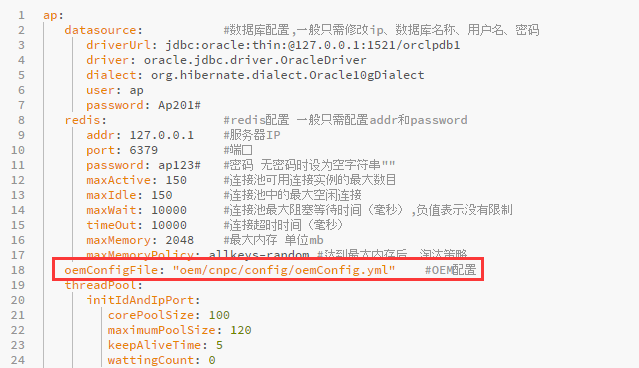 1 ap:
2 datasource: #数据库配置,一般只需修改ip、数据库名称、用户名、密码
3 driverUrl: jdbc:oracle:thin:@127.0.0.1:1521/orclpdb1
4 driver: oracle.jdbc.driver.OracleDriver
5 dialect: org.hibernate.dialect.Oracle10gDialect
6 user: ap
7 password: Ap201#
8 redis: #redis配置 一般只需配置addr和password
9 addr: 127.0.0.1 #服务器IP
10 port: 6379 #端口
11 password: ap123# #密码 无密码时设为空字符串""
12 maxActive: 150 #连接池可用连接实例的最大数目
13 maxIdle: 150 #连接池中的最大空闲连接
14 maxWait: 10000 #连接池最大阻塞等待时间（毫秒）,负值表示没有限制
15 timeOut: 10000 #连接超时时间（毫秒）
16 maxMemory: 2048 #最大内存 单位mb
17 maxMemoryPolicy: allkeys-random #达到最大内存后，淘汰策略
18 oemConfigFile: "oem/cnpc/config/oemConfig.yml" #OEM配置
19 threadPool:
20 initIdAndIpPort:
21 corePoolSize: 100
22 maximumPoolSize: 120
23 keepAliveTime: 5
24 wattingCount: 0